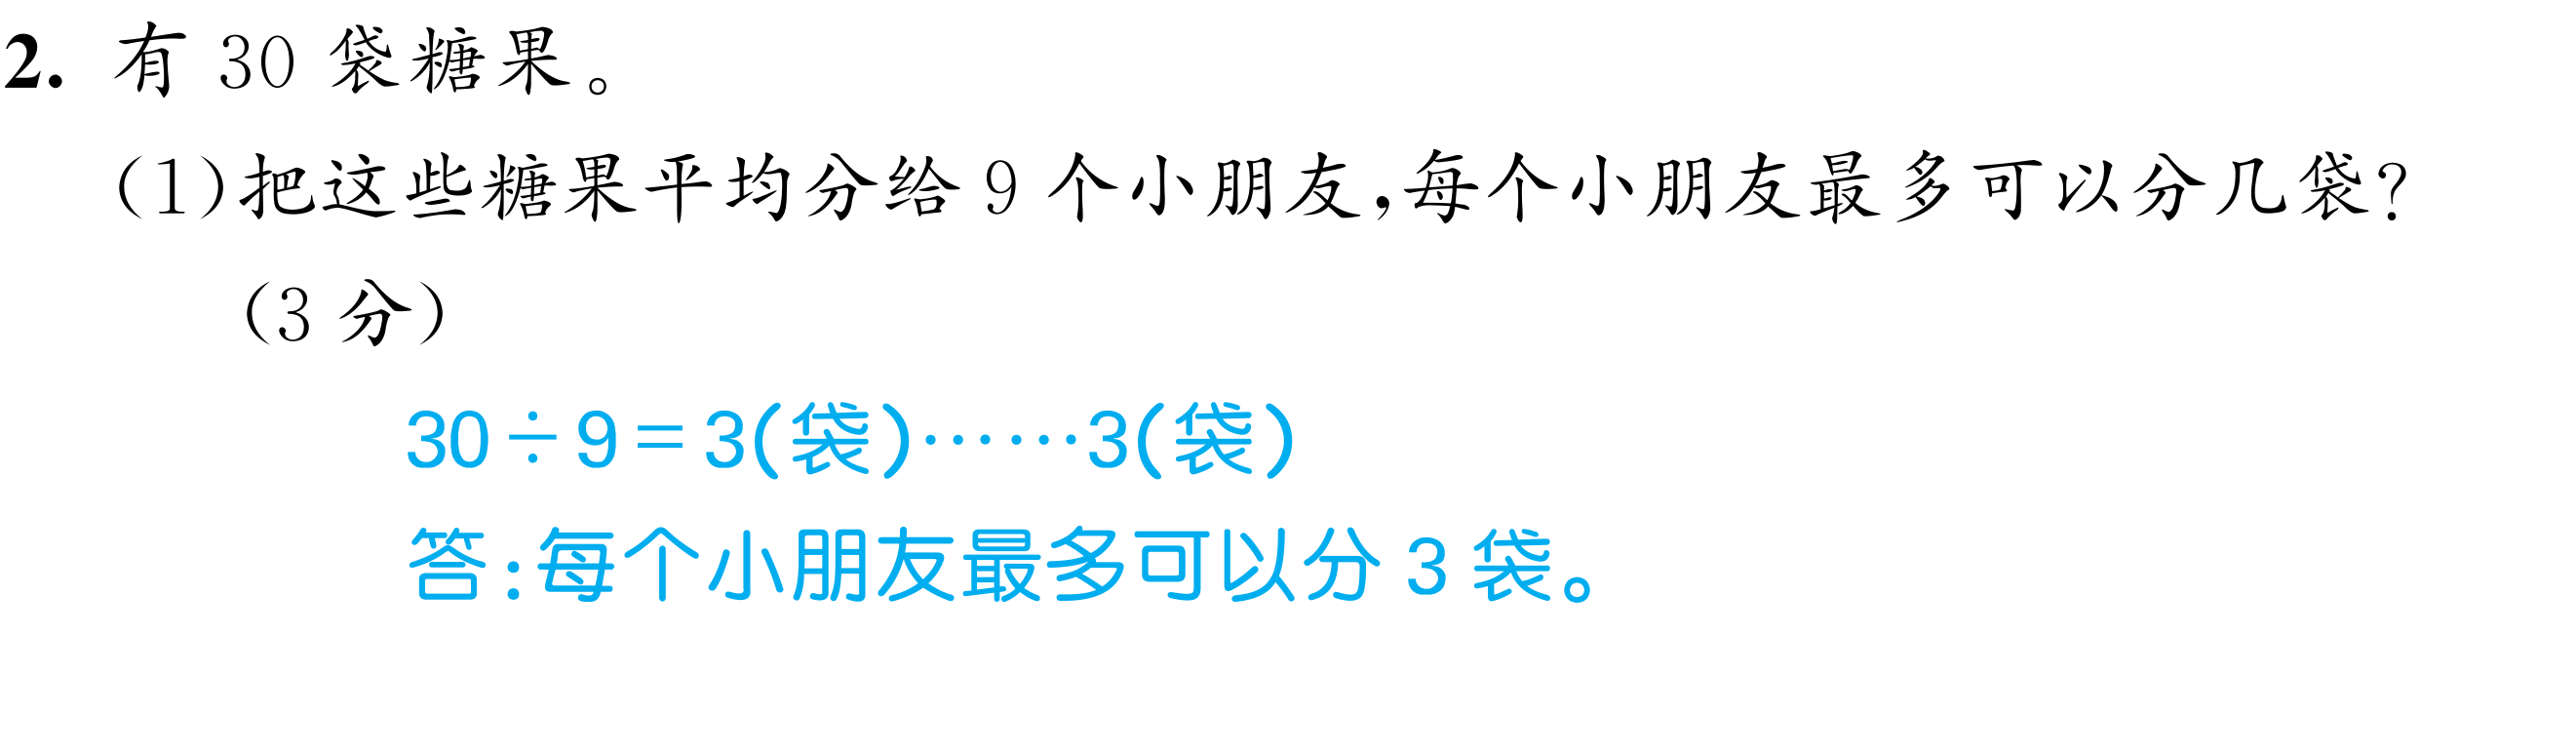 2. 有 30 袋糖果。
(1)把这些糖果平均分给 9 个小朋友,每个小朋友最多可以分几袋?
(3 分)
30÷9=3(袋)……3(袋)
答:每个小朋友最多可以分 3 袋。